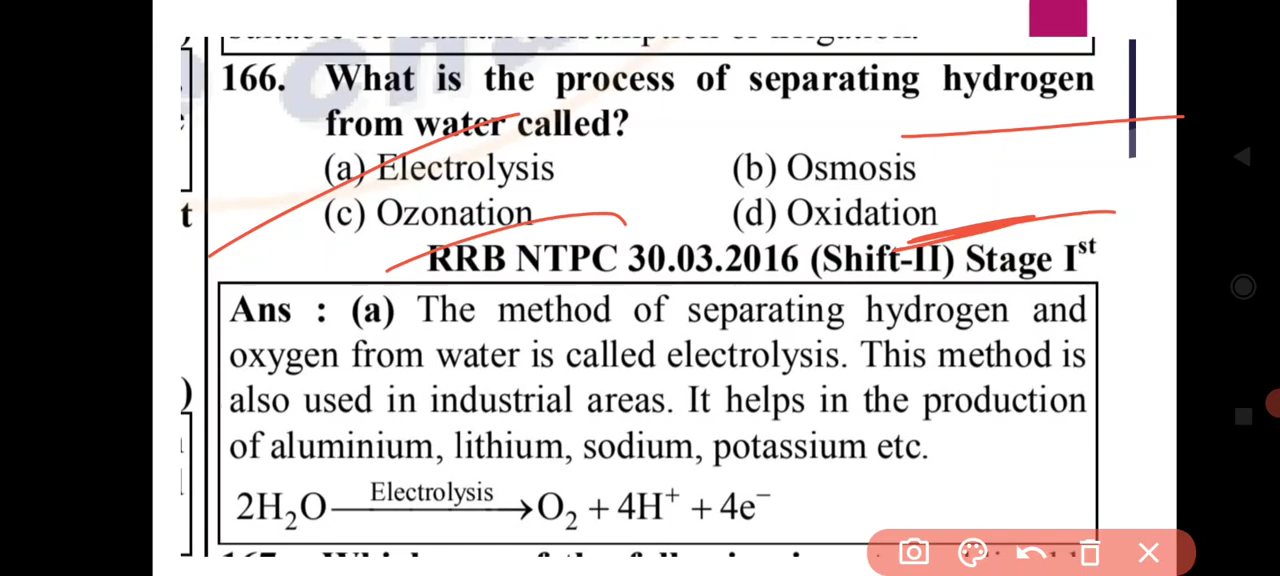 166. What is the process of separating hydrogen
from water called?
(a) Electrolysis (b) Osmosis
(c) Ozonation (d) Oxidation
t
RRB NTPC 30.03.2016 (Shift-II) Stage Iˢᵗ
Ans : (a) The method of separating hydrogen and
oxygen from water is called electrolysis. This method is
)
also used in industrial areas. It helps in the production
of aluminium, lithium, sodium, potassium etc.
2H₂O —Electrolysis→ O₂ + 4H⁺ + 4e⁻